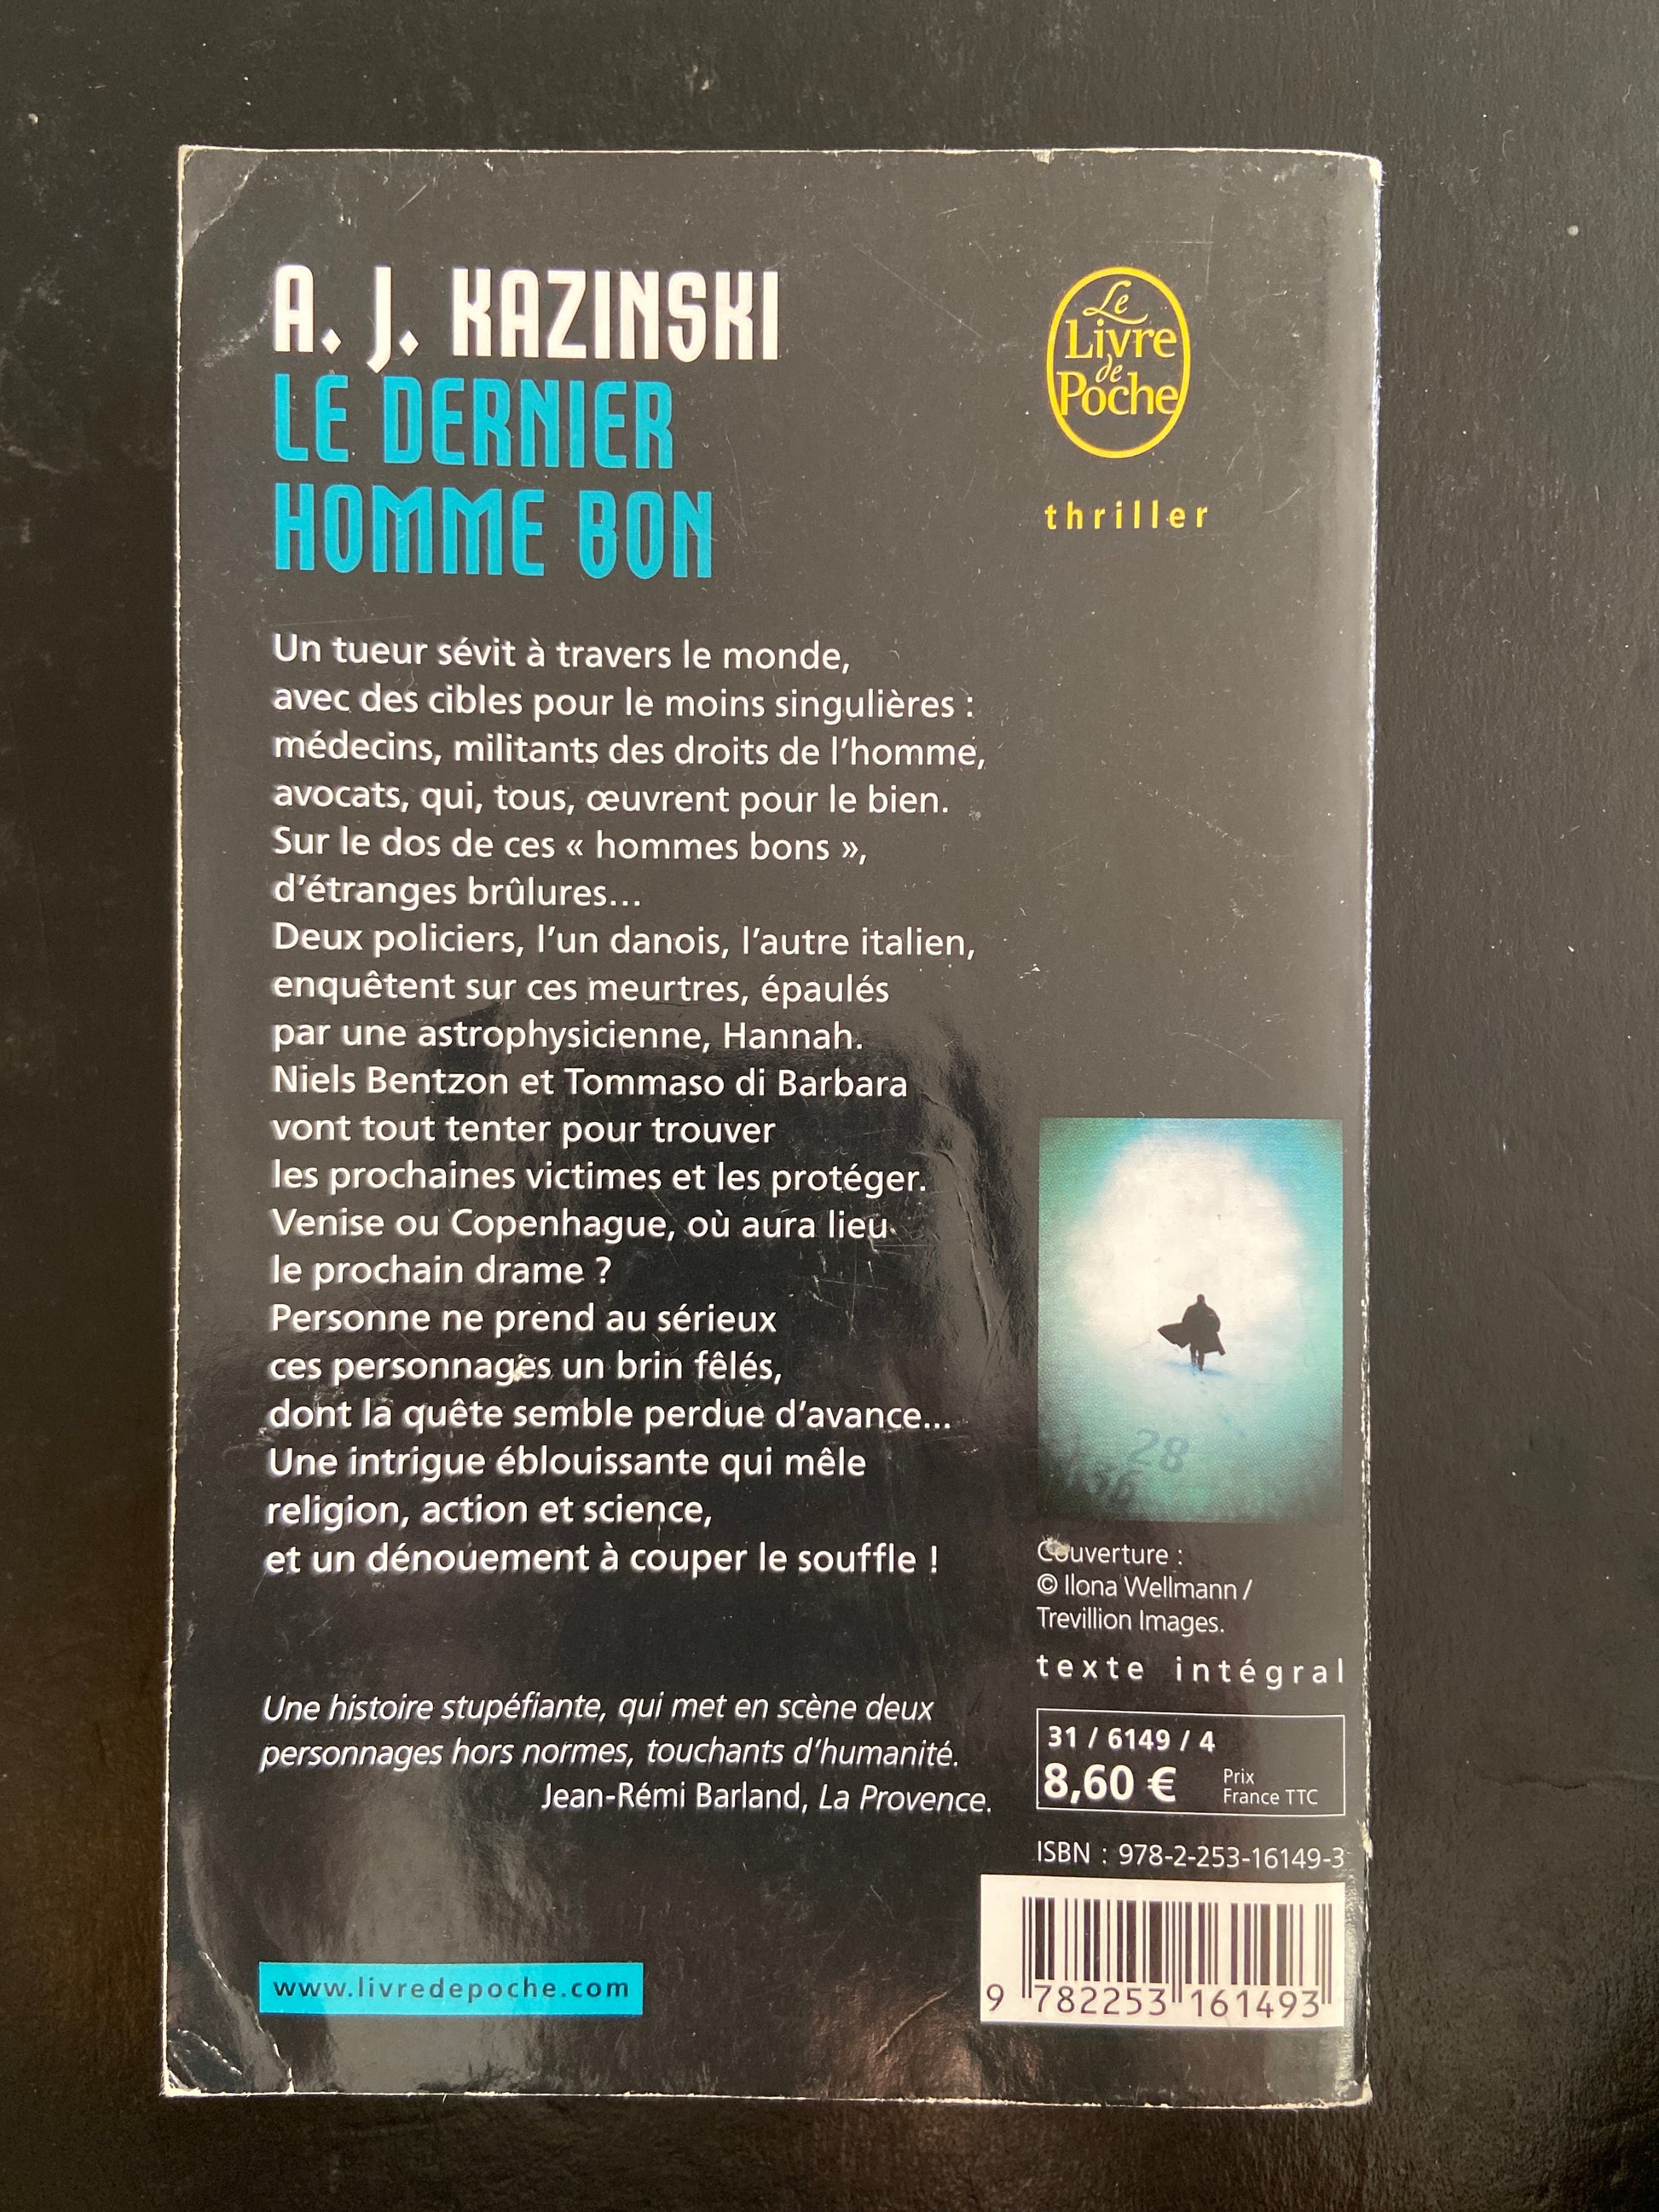 A. J. KAZINSKI
LE DERNIER
HOMME BON
Le
Livre
de
Poche
thriller
Un tueur sévit à travers le monde,
avec des cibles pour le moins singulières :
médecins, militants des droits de l'homme,
avocats, qui, tous, œuvrent pour le bien.
Sur le dos de ces « hommes bons »,
d'étranges brûlures...
Deux policiers, l'un danois, l'autre italien,
enquêtent sur ces meurtres, épaulés
par une astrophysicienne, Hannah.
Niels Bentzon et Tommaso di Barbara
vont tout tenter pour trouver
les prochaines victimes et les protéger.
Venise ou Copenhague, où aura lieu
le prochain drame ?
Personne ne prend au sérieux
ces personnages un brin fêlés,
dont la quête semble perdue d'avance...
Une intrigue éblouissante qui mêle
religion, action et science,
et un dénouement à couper le souffle !
Une histoire stupéfiante, qui met en scène deux
personnages hors normes, touchants d'humanité.
Jean-Rémi Barland, La Provence.
www.livredepoche.com
28
36
Couverture :
© Ilona Wellmann /
Trevillion Images.
texte intégral
31 / 6149 / 4
8,60 € Prix
France TTC
ISBN : 978-2-253-16149-3
9 782253 161493